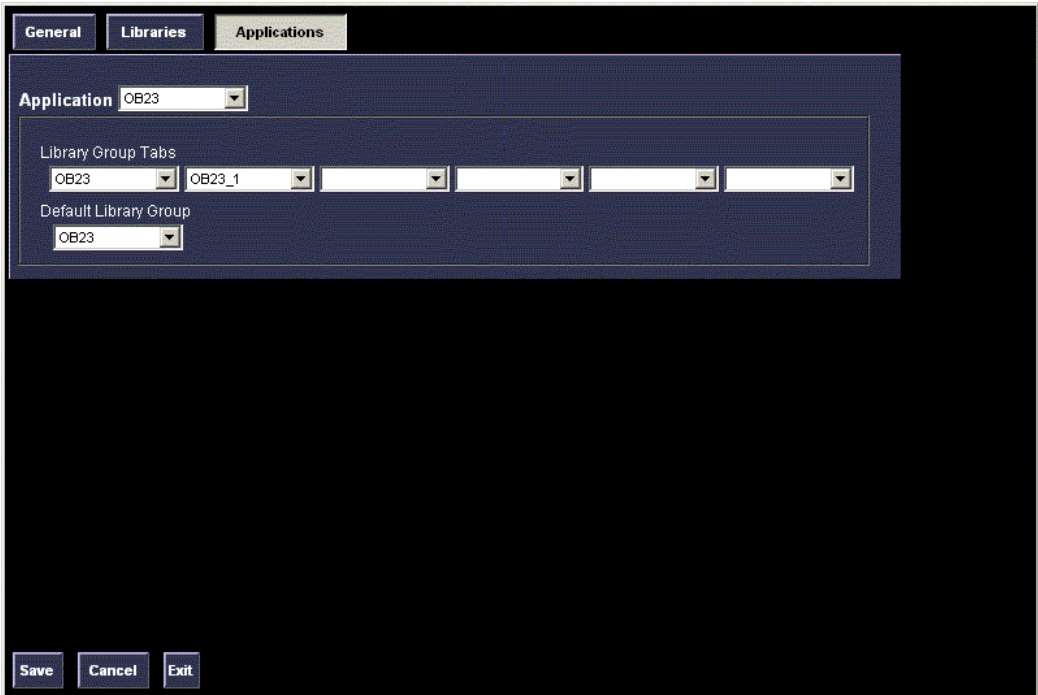 General Libraries Applications
Application OB23
Library Group Tabs
OB23 OB23_1
Default Library Group
OB23
Save Cancel Exit